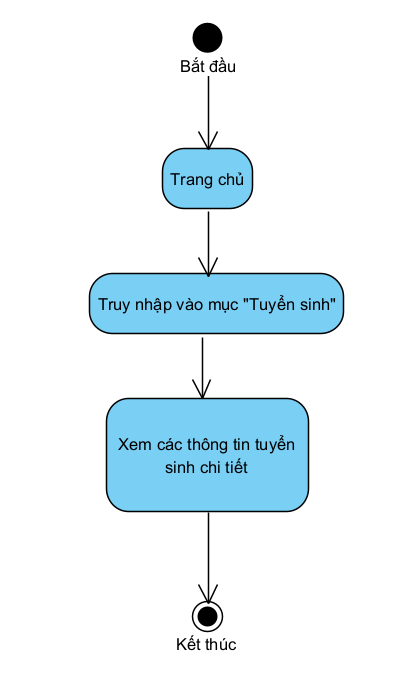 Bắt đầu
Trang chủ
Truy nhập vào mục "Tuyển sinh"
Xem các thông tin tuyển
sinh chi tiết
Kết thúc